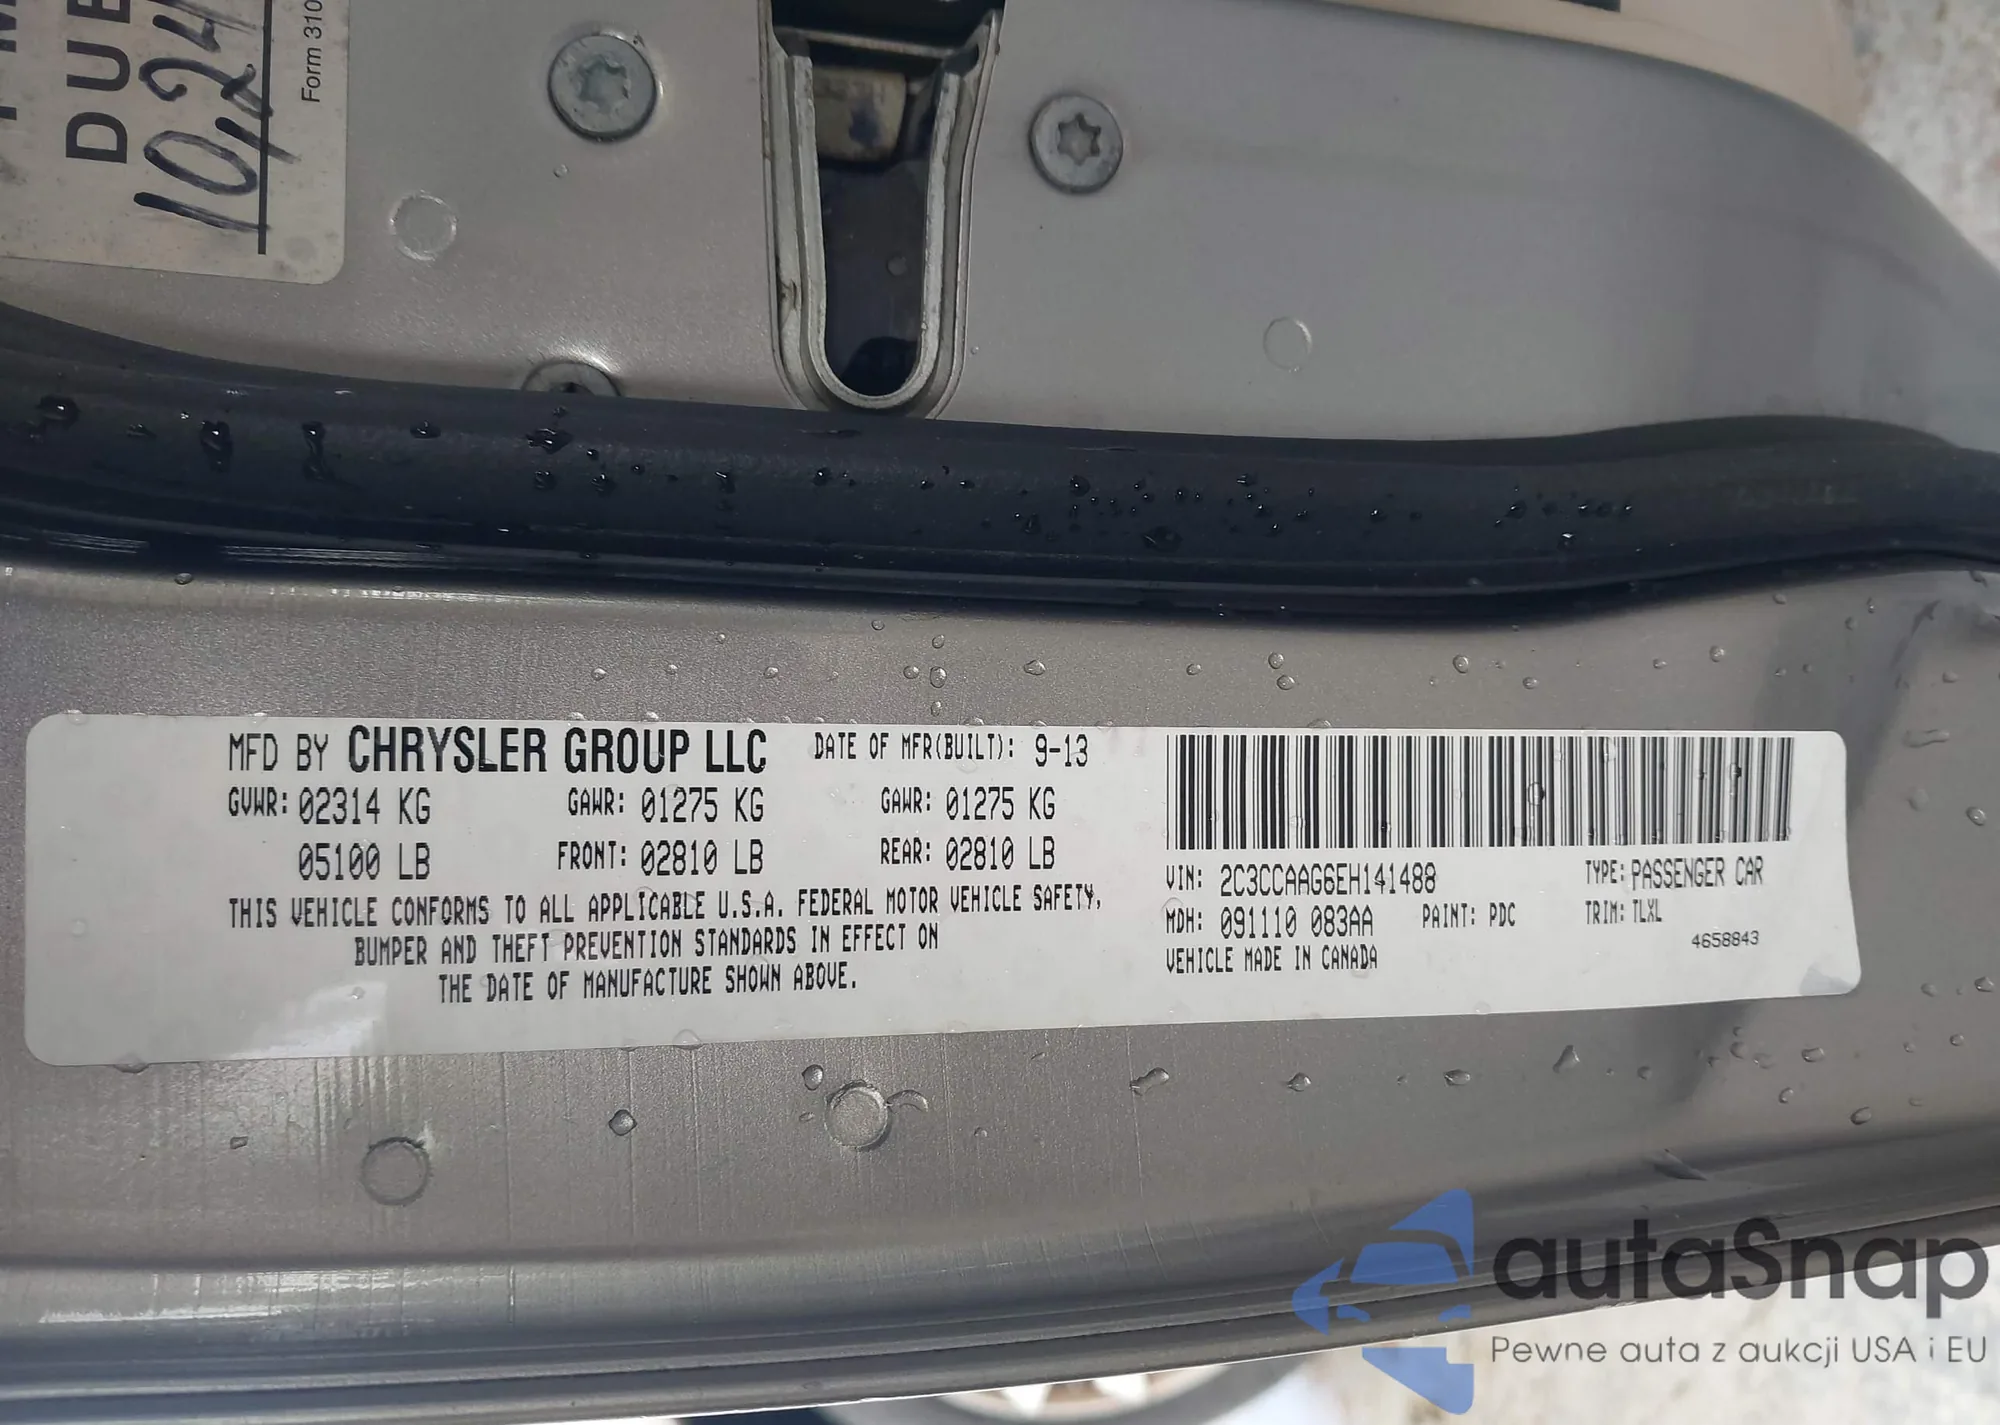 DUE
10,24
Form 310
MFD BY CHRYSLER GROUP LLC DATE OF MFR(BUILT): 9-13
GVWR: 02314 KG GAWR: 01275 KG GAWR: 01275 KG
05100 LB FRONT: 02810 LB REAR: 02810 LB
THIS VEHICLE CONFORMS TO ALL APPLICABLE U.S.A. FEDERAL MOTOR VEHICLE SAFETY,
BUMPER AND THEFT PREVENTION STANDARDS IN EFFECT ON
THE DATE OF MANUFACTURE SHOWN ABOVE.
VIN: 2C3CCAAG6EH141488 TYPE: PASSENGER CAR
MDH: 091110 083AA PAINT: PDC TRIM: TLXL
4658843
VEHICLE MADE IN CANADA
autaSnap
Pewne auta z aukcji USA i EU